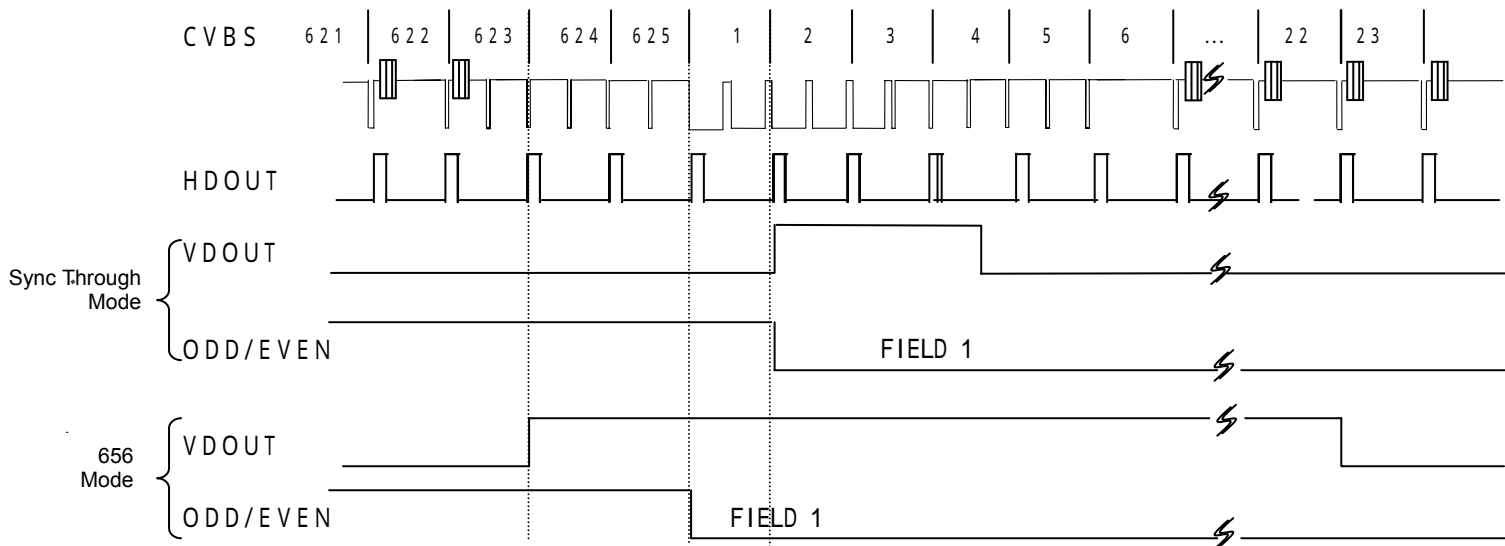 CVBS 621 622 623 624 625 1 2 3 4 5 6 ... 22 23
HDOUT
Sync Through
Mode
VDOUT
ODD/EVEN
FIELD 1
656
Mode
VDOUT
ODD/EVEN
FIELD 1